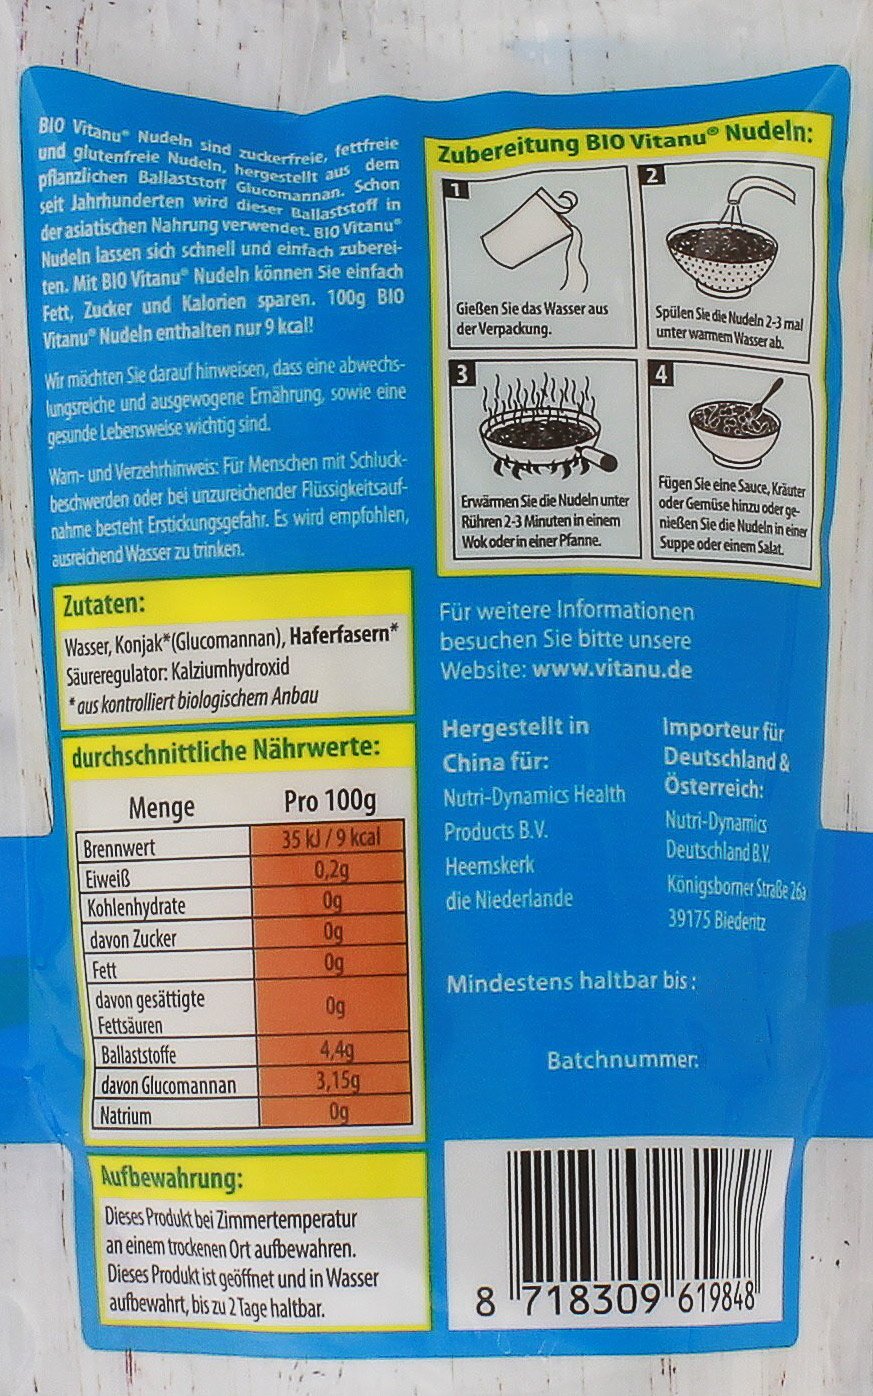 BIO Vitanu® Nudeln sind zuckerfreie, fettfreie
und glutenfreie Nudeln, hergestellt aus dem
pflanzlichen Ballaststoff Glucomannan. Schon
seit Jahrhunderten wird dieser Ballaststoff in
der asiatischen Nahrung verwendet. BIO Vitanu®
Nudeln lassen sich schnell und einfach zuberei-
ten. Mit BIO Vitanu® Nudeln können Sie einfach
Fett, Zucker und Kalorien sparen. 100g BIO
Vitanu® Nudeln enthalten nur 9 kcal!
Wir möchten Sie darauf hinweisen, dass eine abwechs-
lungsreiche und ausgewogene Ernährung, sowie eine
gesunde Lebensweise wichtig sind.
Warn- und Verzehrhinweis: Für Menschen mit Schluck-
beschwerden oder bei unzureichender Flüssigkeitsauf-
nahme besteht Erstickungsgefahr. Es wird empfohlen,
ausreichend Wasser zu trinken.
Zutaten:
Wasser, Konjak*(Glucomannan), Haferfasern*
Säureregulator: Kalziumhydroxid
*aus kontrolliert biologischem Anbau
durchschnittliche Nährwerte:
Menge Pro 100g
Brennwert 35 kJ / 9 kcal
Eiweiß 0,2g
Kohlenhydrate 0g
davon Zucker 0g
Fett 0g
davon gesättigte
Fettsäuren 0g
Ballaststoffe 4,4g
davon Glucomannan 3,15g
Natrium 0g
Aufbewahrung:
Dieses Produkt bei Zimmertemperatur
an einem trockenen Ort aufbewahren.
Dieses Produkt ist geöffnet und in Wasser
aufbewahrt, bis zu 2 Tage haltbar.
Zubereitung BIO Vitanu® Nudeln:
1
Gießen Sie das Wasser aus
der Verpackung.
2
Spülen Sie die Nudeln 2-3 mal
unter warmem Wasser ab.
3
Erwärmen Sie die Nudeln unter
Rühren 2-3 Minuten in einem
Wok oder in einer Pfanne.
4
Fügen Sie eine Sauce, Kräuter
oder Gemüse hinzu oder ge-
nießen Sie die Nudeln in einer
Suppe oder einem Salat.
Für weitere Informationen
besuchen Sie bitte unsere
Website: www.vitanu.de
Hergestellt in
China für:
Nutri-Dynamics Health
Products B.V.
Heemskerk
die Niederlande
Importeur für
Deutschland &
Österreich:
Nutri-Dynamics
Deutschland B.V.
Königsborner Straße 26a
39175 Biederitz
Mindestens haltbar bis:
Batchnummer:
8 718309 619848